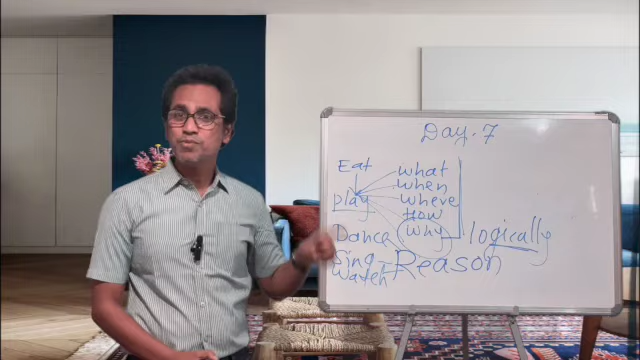 Day. 7
Eat
what
when
play
where
How
Dance
why
logically
Sing
Reason
Watch